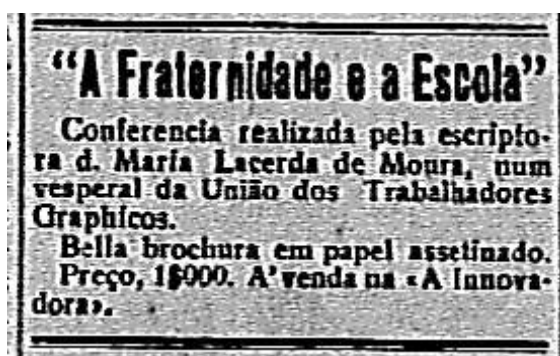 “A Fraternidade e a Escola”
Conferencia realizada pela escripto-
ra d. Maria Lacerda de Moura, num
vesperal da União dos Trabalhadores
Graphicos.
Bella brochura em papel assetinado.
Preço, 1$000. A' venda na «A Innova-
dora».